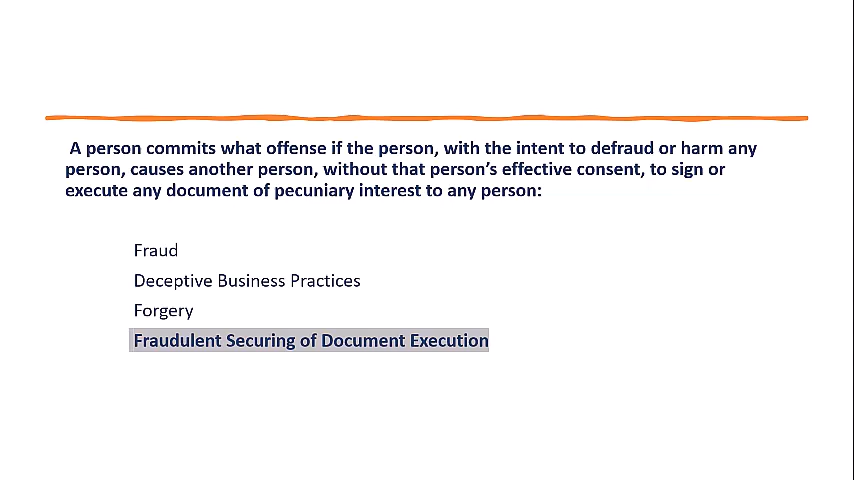 A person commits what offense if the person, with the intent to defraud or harm any
person, causes another person, without that person’s effective consent, to sign or
execute any document of pecuniary interest to any person:
Fraud
Deceptive Business Practices
Forgery
Fraudulent Securing of Document Execution